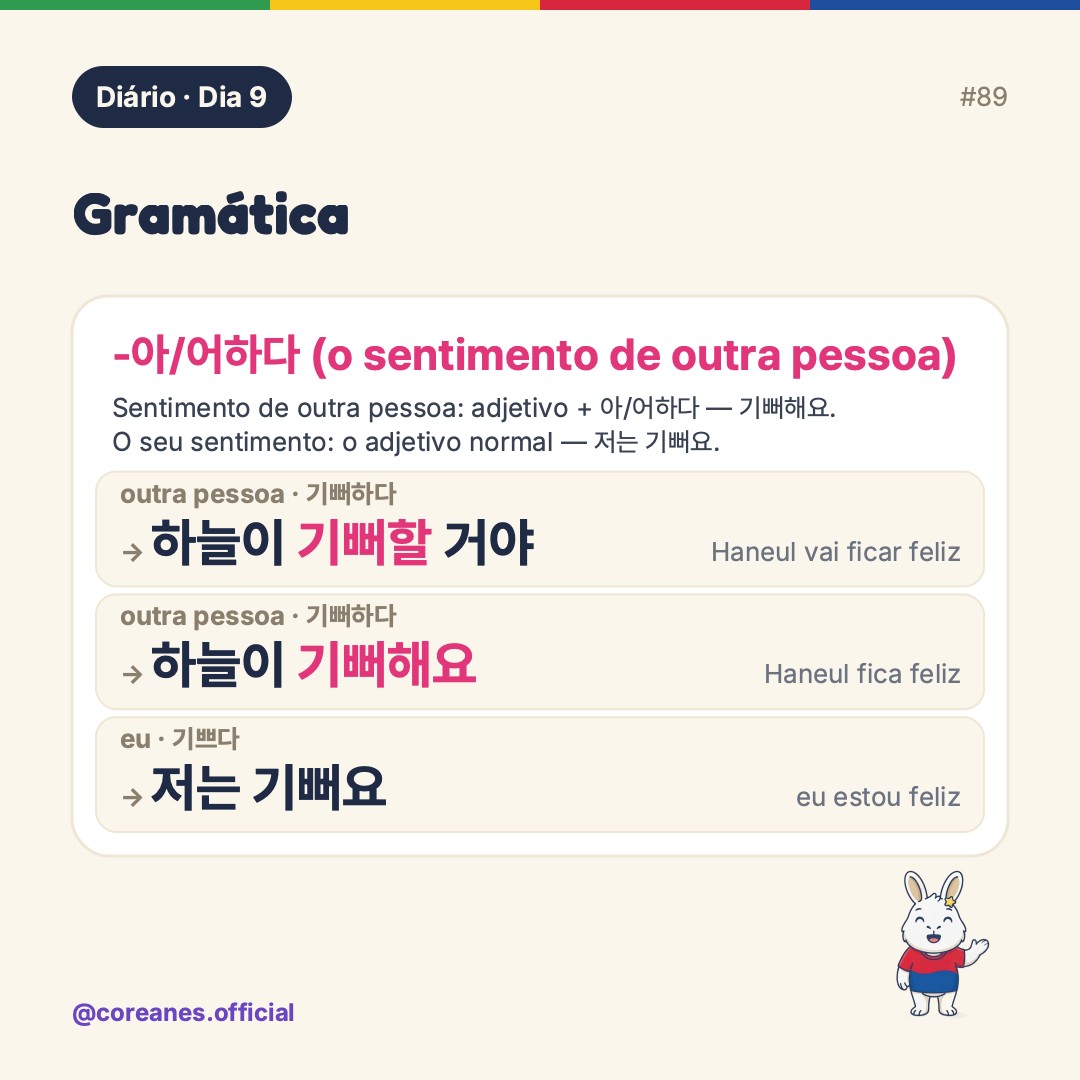 Diário · Dia 9
#89
Gramática
-아/어하다 (o sentimento de outra pessoa)
Sentimento de outra pessoa: adjetivo + 아/어하다 — 기뻐해요.
O seu sentimento: o adjetivo normal — 저는 기뻐요.
outra pessoa · 기뻐하다
→ 하늘이 기뻐할 거야
Haneul vai ficar feliz
outra pessoa · 기뻐하다
→ 하늘이 기뻐해요
Haneul fica feliz
eu · 기쁘다
→ 저는 기뻐요
eu estou feliz
@coreanes.official